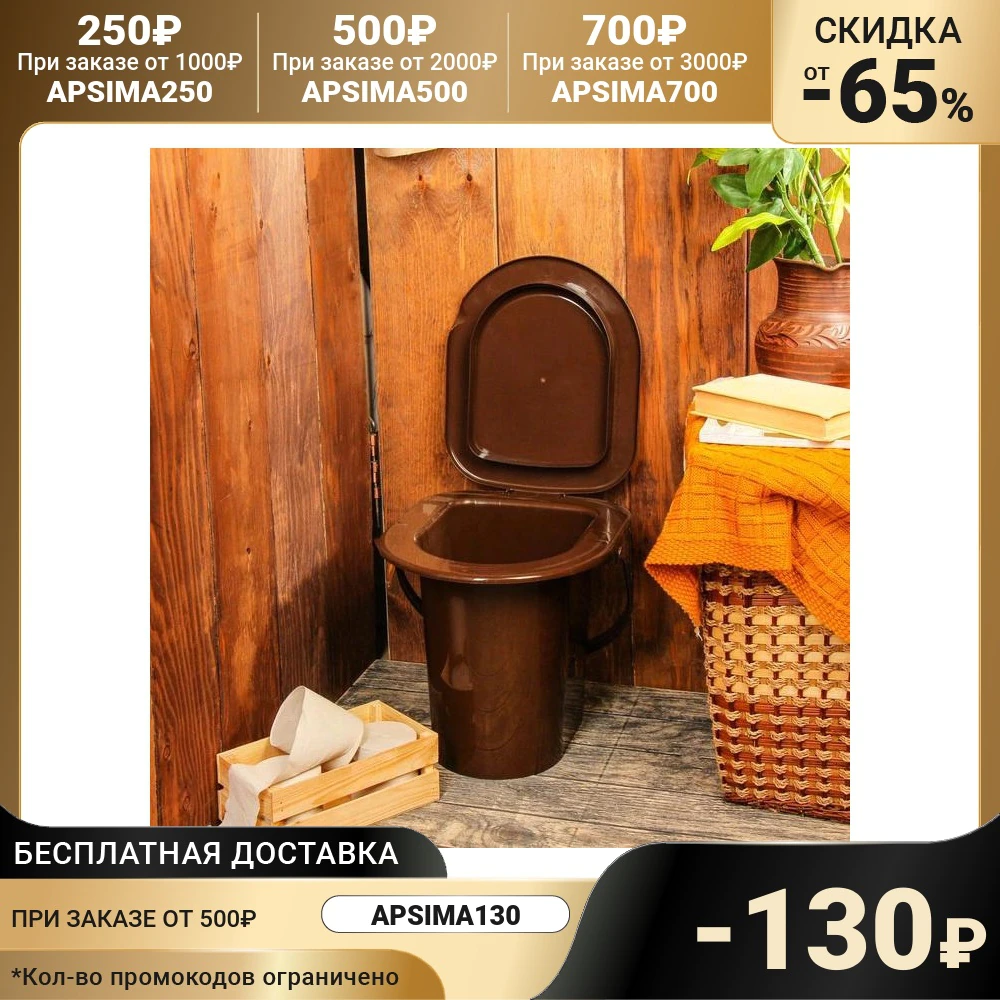 250₽
При заказе от 1000₽
APSIMA250
500₽
При заказе от 2000₽
APSIMA500
700₽
При заказе от 3000₽
APSIMA700
СКИДКА
от
-65%
БЕСПЛАТНАЯ ДОСТАВКА
ПРИ ЗАКАЗЕ ОТ 500₽
APSIMA130
-130₽
*Кол-во промокодов ограничено